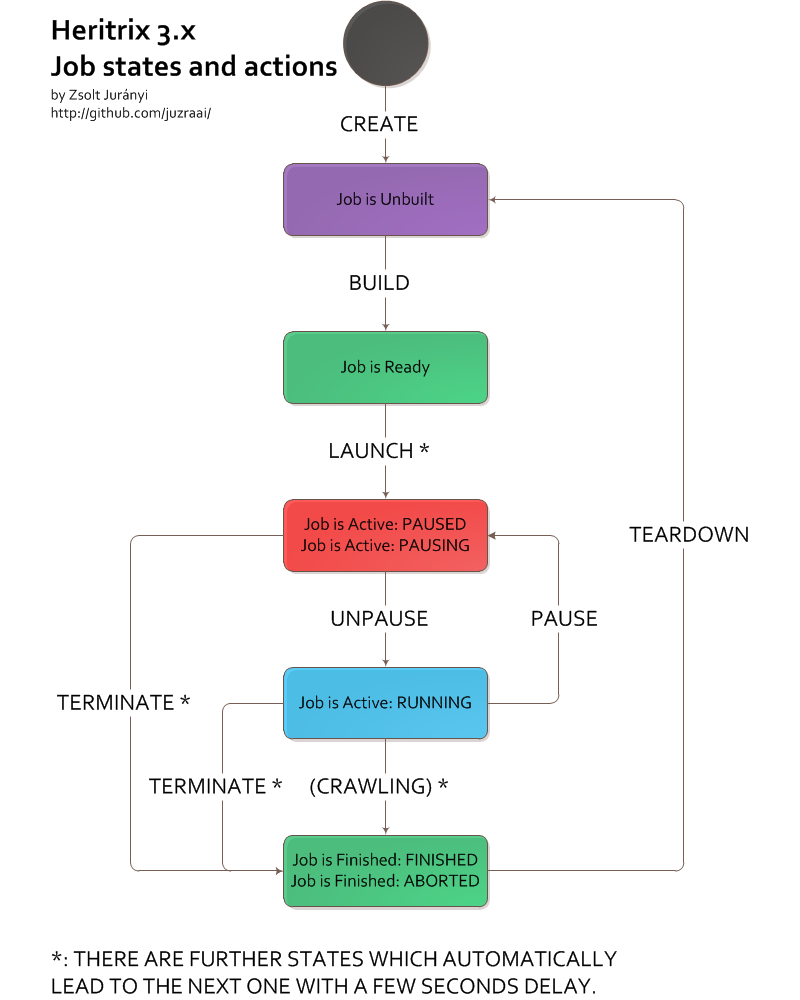 Heritrix 3.x
Job states and actions
by Zsolt Jurányi
http://github.com/juzraai/
CREATE
Job is Unbuilt
BUILD
Job is Ready
LAUNCH *
Job is Active: PAUSED
Job is Active: PAUSING
TEARDOWN
UNPAUSE
PAUSE
TERMINATE *
Job is Active: RUNNING
TERMINATE *
(CRAWLING) *
Job is Finished: FINISHED
Job is Finished: ABORTED
*: THERE ARE FURTHER STATES WHICH AUTOMATICALLY
LEAD TO THE NEXT ONE WITH A FEW SECONDS DELAY.